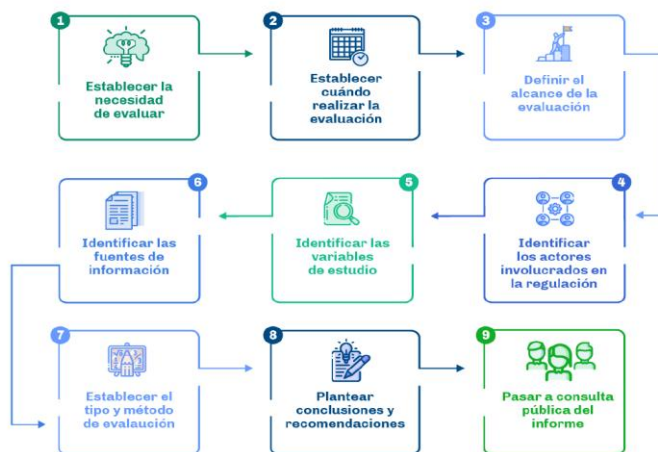 1
Establecer la
necesidad
de evaluar
2
Establecer
cuándo
realizar la
evaluación
3
Definir el
alcance de la
evaluación
4
Identificar
los actores
involucrados en
la regulación
5
Identificar las
variables
de estudio
6
Identificar las
fuentes de
información
7
Establecer el
tipo y método
de evalaución
8
Plantear
conclusiones y
recomendaciones
9
Pasar a consulta
pública del
informe